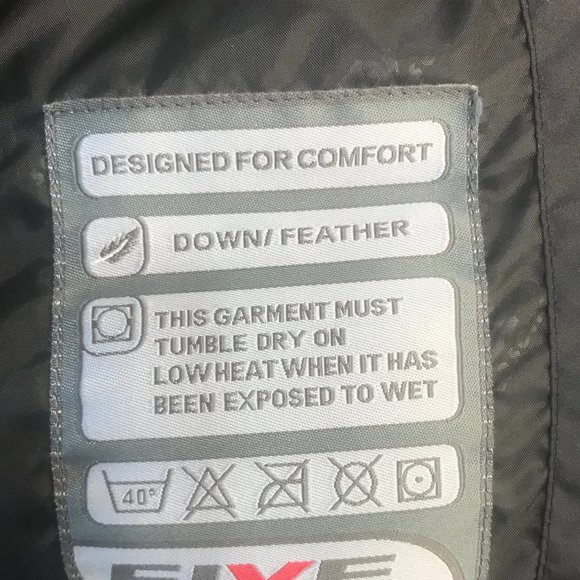 DESIGNED FOR COMFORT
DOWN/ FEATHER
THIS GARMENT MUST
TUMBLE DRY ON
LOW HEAT WHEN IT HAS
BEEN EXPOSED TO WET
40°